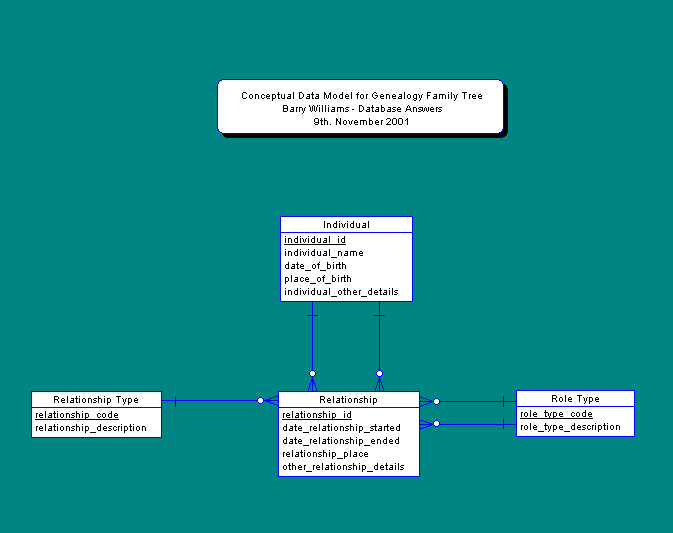 Conceptual Data Model for Genealogy Family Tree
Barry Williams - Database Answers
9th. November 2001
Individual
individual_id
individual_name
date_of_birth
place_of_birth
individual_other_details
Relationship Type
relationship_code
relationship_description
Relationship
relationship_id
date_relationship_started
date_relationship_ended
relationship_place
other_relationship_details
Role Type
role_type_code
role_type_description